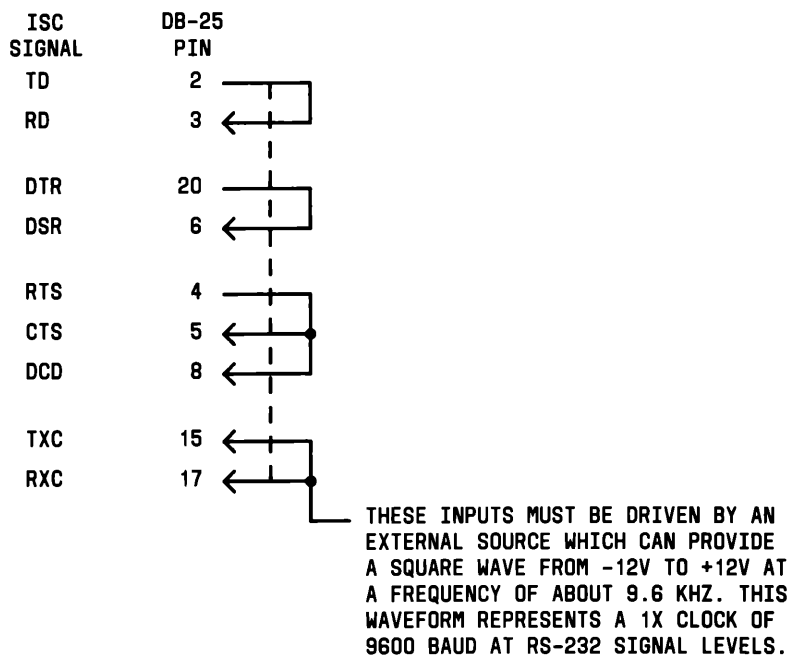 ISC DB-25
SIGNAL PIN
TD 2
RD 3
DTR 20
DSR 6
RTS 4
CTS 5
DCD 8
TXC 15
RXC 17
THESE INPUTS MUST BE DRIVEN BY AN
EXTERNAL SOURCE WHICH CAN PROVIDE
A SQUARE WAVE FROM -12V TO +12V AT
A FREQUENCY OF ABOUT 9.6 KHZ. THIS
WAVEFORM REPRESENTS A 1X CLOCK OF
9600 BAUD AT RS-232 SIGNAL LEVELS.